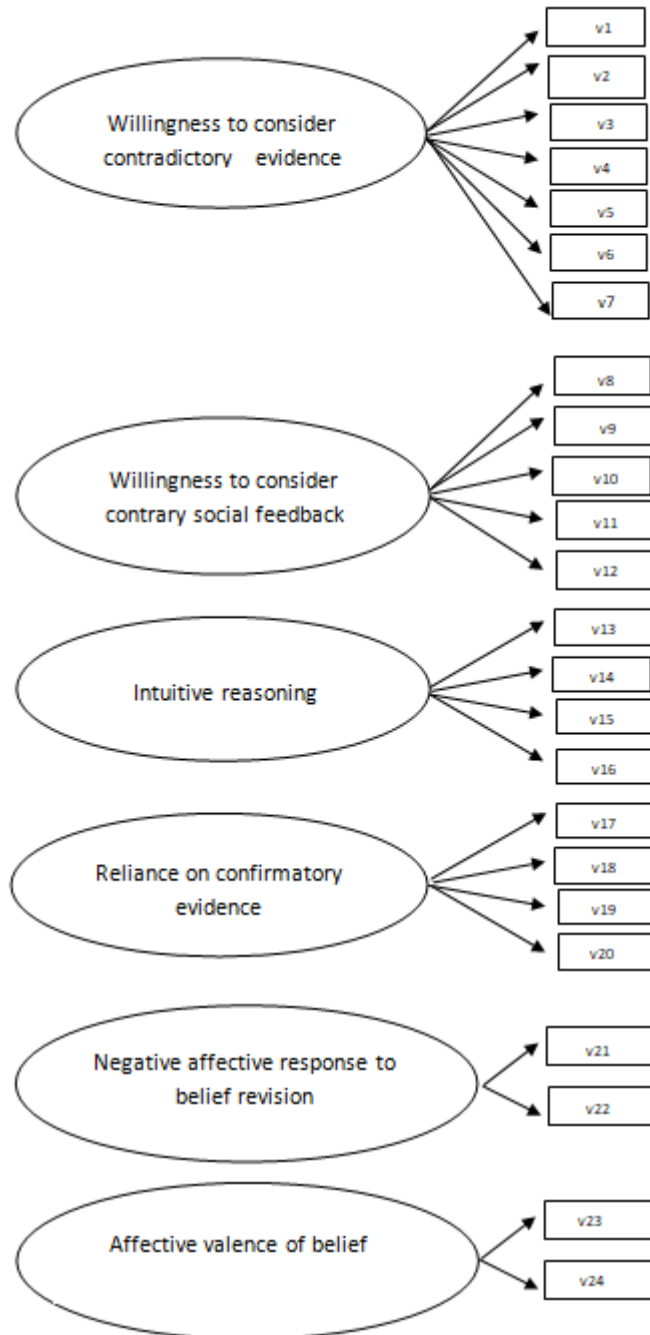 v1
v2
Willingness to consider
contradictory evidence
v3
v4
v5
v6
v7
v8
v9
Willingness to consider
contrary social feedback
v10
v11
v12
v13
Intuitive reasoning
v14
v15
v16
v17
Reliance on confirmatory
evidence
v18
v19
v20
Negative affective response to
belief revision
v21
v22
Affective valence of belief
v23
v24